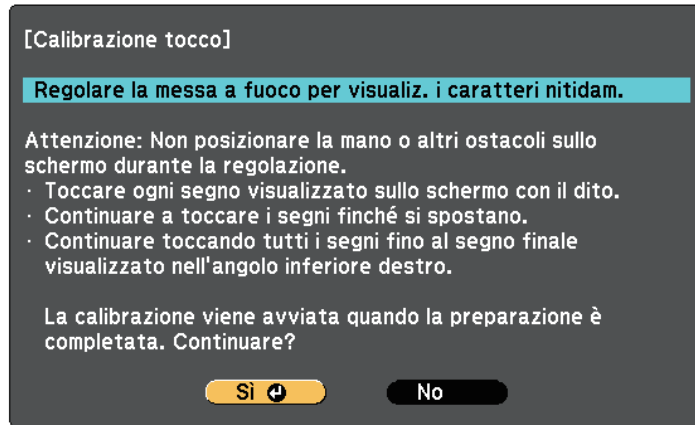 [Calibrazione tocco]
Regolare la messa a fuoco per visualiz. i caratteri nitidam.
Attenzione: Non posizionare la mano o altri ostacoli sullo
schermo durante la regolazione.
· Toccare ogni segno visualizzato sullo schermo con il dito.
· Continuare a toccare i segni finché si spostano.
· Continuare toccando tutti i segni fino al segno finale
visualizzato nell'angolo inferiore destro.
La calibrazione viene avviata quando la preparazione è
completata. Continuare?
Sì No